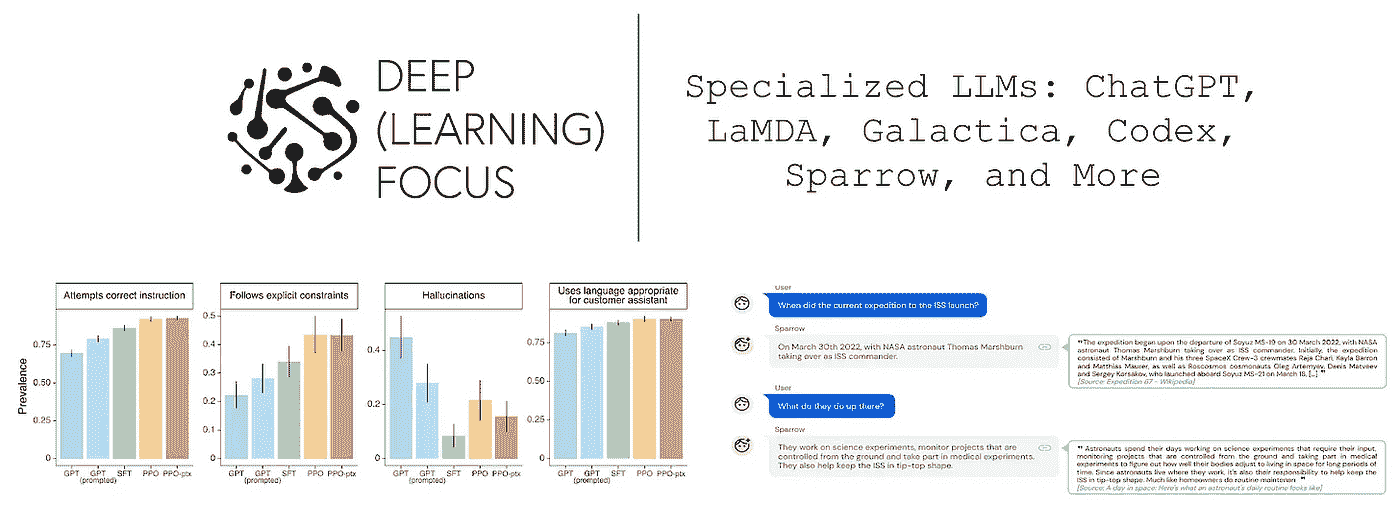 DEEP
(LEARNING)
FOCUS
Specialized LLMs: ChatGPT,
LaMDA, Galactica, Codex,
Sparrow, and More
Attempts correct instruction
Follows explicit constraints
Hallucinations
Uses language appropriate
for customer assistant
Prevalence
0.75
0.50
0.25
0
GPT GPT SFT PPO PPO-ptx
(prompted)
0.5
0.4
0.3
0.2
0.1
0
GPT GPT SFT PPO PPO-ptx
(prompted)
0.4
0.2
0
GPT GPT SFT PPO PPO-ptx
(prompted)
0.75
0.50
0.25
0
GPT GPT SFT PPO PPO-ptx
(prompted)
User
When did the current expedition to the ISS launch?
Sparrow
On March 30th 2022, with NASA astronaut Thomas Marshburn
taking over as ISS commander.
"The expedition began upon the departure of Soyuz MS-19 on 30 March 2022, with NASA
astronaut Thomas Marshburn taking over as ISS commander. Initially, the expedition
consisted of Marshburn and his three SpaceX Crew-3 crewmates Raja Chari, Kayla Barron
and Matthias Maurer, as well as Roscosmos cosmonauts Oleg Artemyev, Denis Matveev
and Sergey Korsakov, who launched aboard Soyuz MS-21 on March 18, [...] "
[Source: Expedition 67 - Wikipedia]
User
What do they do up there?
Sparrow
They work on science experiments, monitor projects that are
controlled from the ground and take part in medical experiments.
They also help keep the ISS in tip-top shape.
" Astronauts spend their days working on science experiments that require their input,
monitoring projects that are controlled from the ground and taking part in medical
experiments to figure out how well their bodies adjust to living in space for long periods of
time. Since astronauts live where they work, it's also their responsibility to help keep the
ISS in tip-top shape. Much like homeowners do routine maintenan "
[Source: A day in space: Here's what an astronaut's daily routine looks like]